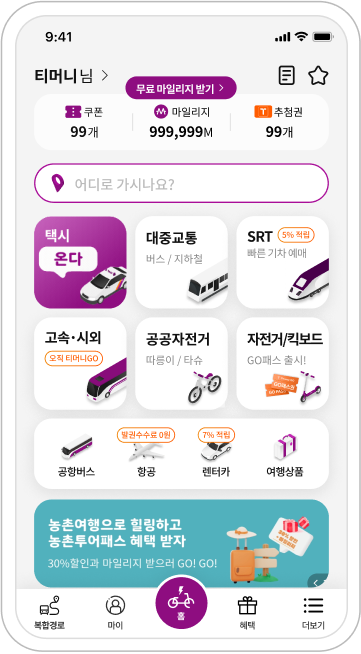 9:41
티머니님
무료 마일리지 받기
쿠폰 마일리지 추첨권
99개 999,999M 99개
어디로 가시나요?
택시
온다
대중교통
버스 / 지하철
SRT 5% 적립
빠른 기차 예매
고속·시외
오직 티머니GO
공공자전거
따릉이 / 타슈
자전거/킥보드
GO패스 출시!
발권수수료 0원 7% 적립
공항버스 항공 렌터카 여행상품
농촌여행으로 힐링하고
농촌투어패스 혜택 받자
30%할인과 마일리지 받으러 GO! GO!
복합경로 마이 홈 혜택 더보기